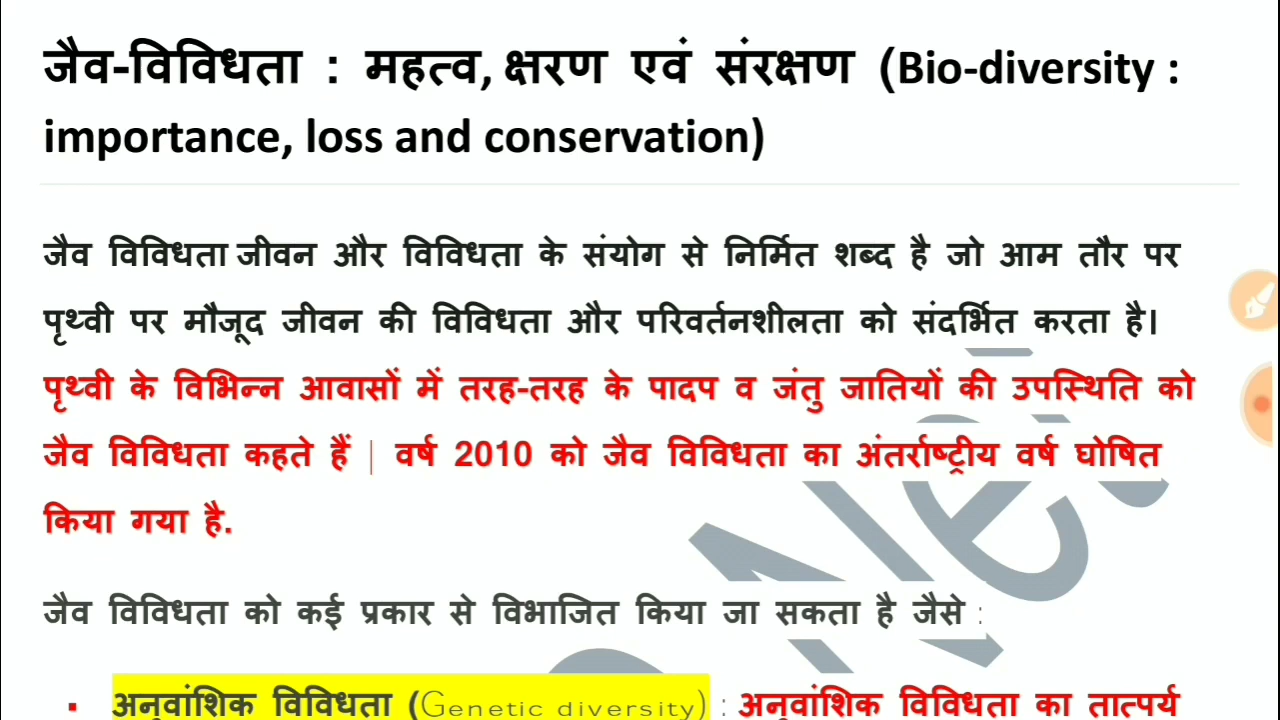 जैव-विविधता : महत्व, क्षरण एवं संरक्षण (Bio-diversity :
importance, loss and conservation)
जैव विविधता जीवन और विविधता के संयोग से निर्मित शब्द है जो आम तौर पर
पृथ्वी पर मौजूद जीवन की विविधता और परिवर्तनशीलता को संदर्भित करता है।
पृथ्वी के विभिन्न आवासों में तरह-तरह के पादप व जंतु जातियों की उपस्थिति को
जैव विविधता कहते हैं | वर्ष 2010 को जैव विविधता का अंतर्राष्ट्रीय वर्ष घोषित
किया गया है.
जैव विविधता को कई प्रकार से विभाजित किया जा सकता है जैसे :
▪ अनुवांशिक विविधता (Genetic diversity) : अनुवांशिक विविधता का तात्पर्य